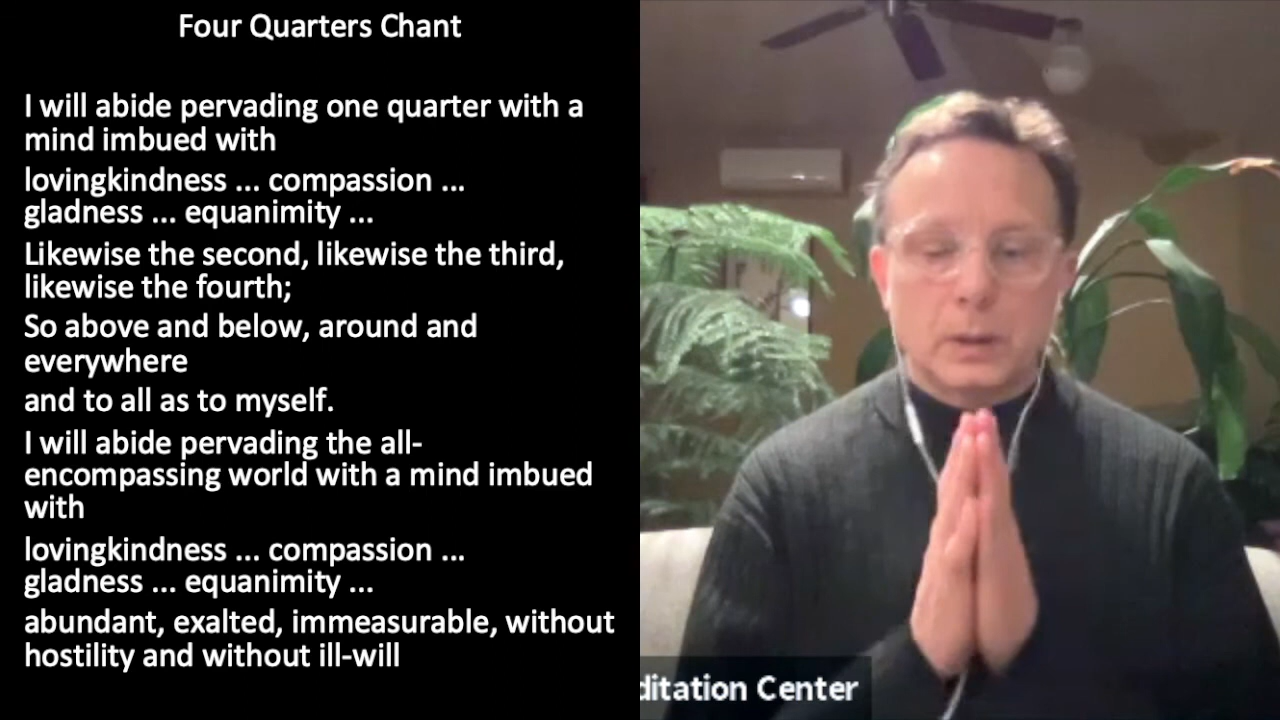 Four Quarters Chant
I will abide pervading one quarter with a
mind imbued with
lovingkindness ... compassion ...
gladness ... equanimity ...
Likewise the second, likewise the third,
likewise the fourth;
So above and below, around and
everywhere
and to all as to myself.
I will abide pervading the all-
encompassing world with a mind imbued
with
lovingkindness ... compassion ...
gladness ... equanimity ...
abundant, exalted, immeasurable, without
hostility and without ill-will
ditation Center